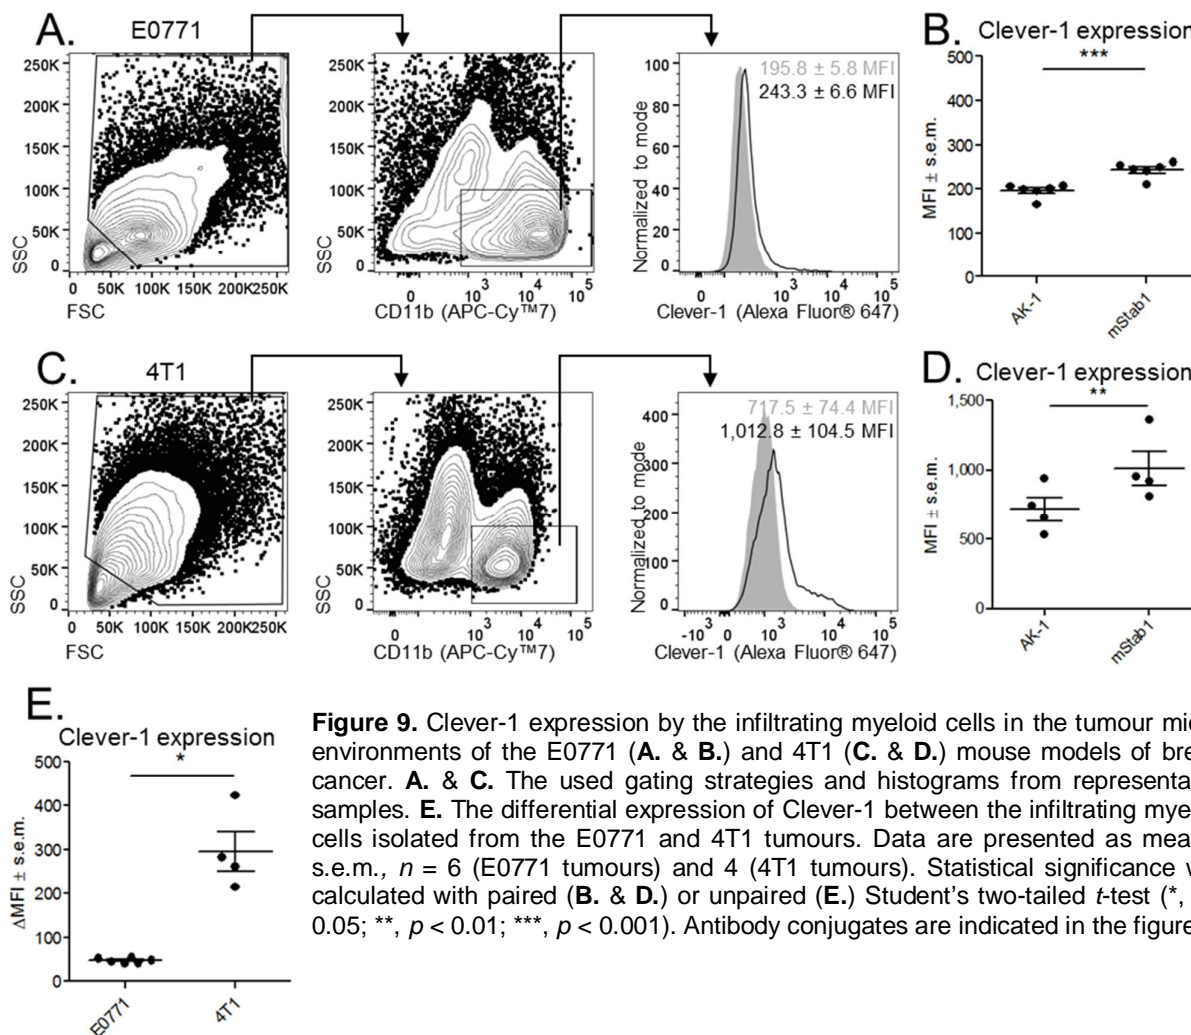 A.
E0771
250K
200K
150K
100K
50K
0
SSC
0 50K 100K 150K 200K 250K
FSC
250K
200K
150K
100K
50K
0
SSC
0 10^3 10^4 10^5
CD11b (APC-Cy™7)
195.8 ± 5.8 MFI
243.3 ± 6.6 MFI
100
80
60
40
20
0
Normalized to mode
0 10^3 10^4 10^5
Clever-1 (Alexa Fluor® 647)
B.
Clever-1 expression
***
500
400
300
200
100
0
MFI ± s.e.m.
AK-1
mStab1
C.
4T1
250K
200K
150K
100K
50K
0
SSC
0 50K 100K 150K 200K 250K
FSC
250K
200K
150K
100K
50K
0
SSC
0 10^3 10^4 10^5
CD11b (APC-Cy™7)
717.5 ± 74.4 MFI
1,012.8 ± 104.5 MFI
400
300
200
100
0
Normalized to mode
-10^3 0 10^3 10^4 10^5
Clever-1 (Alexa Fluor® 647)
D.
Clever-1 expression
**
1,500
1,000
500
0
MFI ± s.e.m.
AK-1
mStab1
E.
Clever-1 expression
*
500
400
300
200
100
0
ΔMFI ± s.e.m.
E0771
4T1
Figure 9. Clever-1 expression by the infiltrating myeloid cells in the tumour
environments of the E0771 (A. & B.) and 4T1 (C. & D.) mouse models of
cancer. A. & C. The used gating strategies and histograms from
samples. E. The differential expression of Clever-1 between the infiltrating
cells isolated from the E0771 and 4T1 tumours. Data are presented as
s.e.m., n = 6 (E0771 tumours) and 4 (4T1 tumours). Statistical significance
calculated with paired (B. & D.) or unpaired (E.) Student's two-tailed t-test (*,
0.05; **, p < 0.01; ***, p < 0.001). Antibody conjugates are indicated in the figure